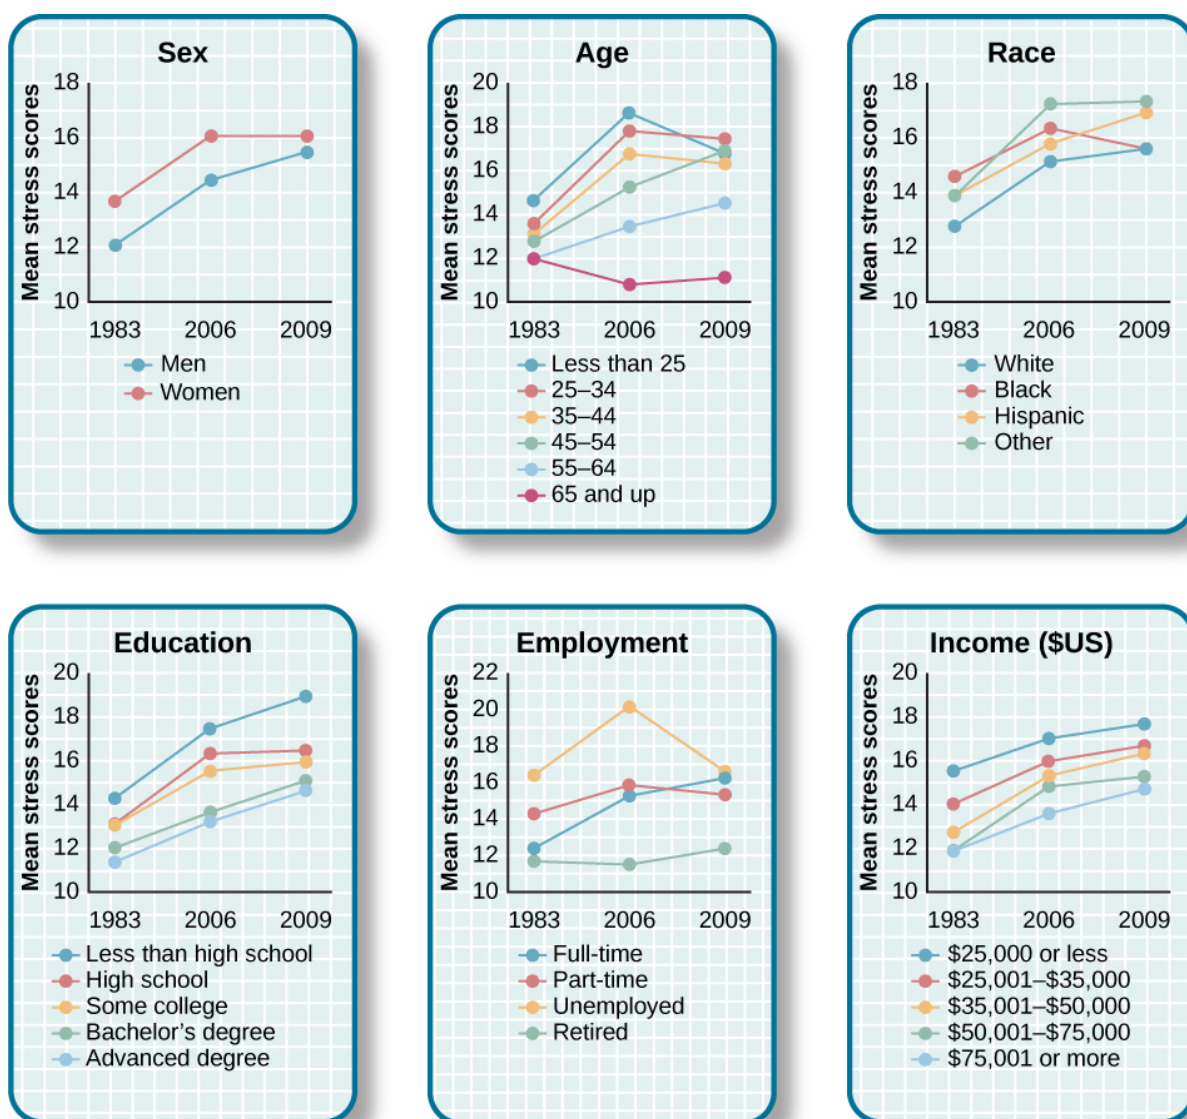 Sex
Mean stress scores
18
16
14
12
10
1983 2006 2009
Men
Women
Age
Mean stress scores
20
18
16
14
12
10
1983 2006 2009
Less than 25
25–34
35–44
45–54
55–64
65 and up
Race
Mean stress scores
18
16
14
12
10
1983 2006 2009
White
Black
Hispanic
Other
Education
Mean stress scores
20
18
16
14
12
10
1983 2006 2009
Less than high school
High school
Some college
Bachelor’s degree
Advanced degree
Employment
Mean stress scores
22
20
18
16
14
12
10
1983 2006 2009
Full-time
Part-time
Unemployed
Retired
Income ($US)
Mean stress scores
20
18
16
14
12
10
1983 2006 2009
$25,000 or less
$25,001–$35,000
$35,001–$50,000
$50,001–$75,000
$75,001 or more